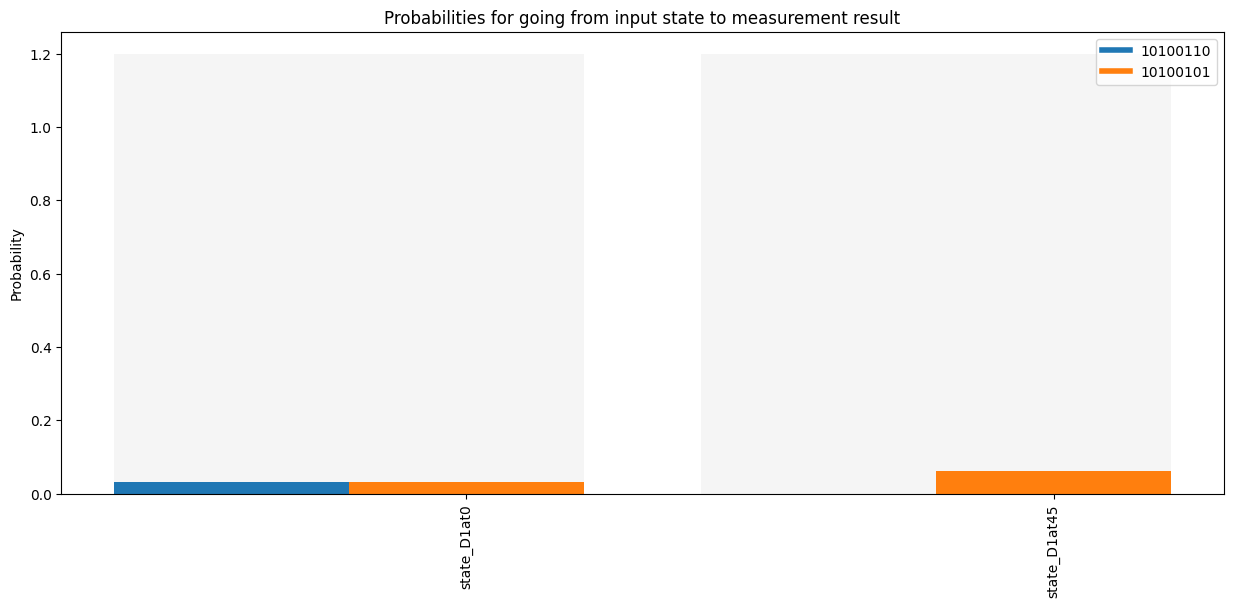 Probabilities for going from input state to measurement result
10100110
10100101
1.2
1.0
0.8
0.6
0.4
0.2
0.0
Probability
state_D1at0
state_D1at45